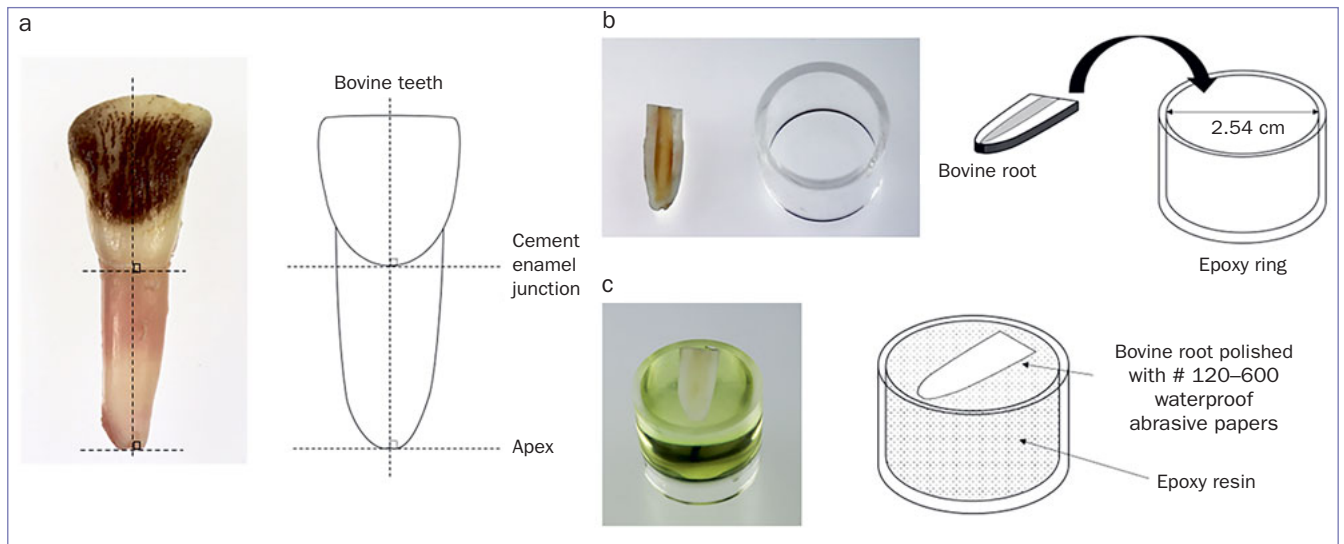 a
Bovine teeth
Cement
enamel
junction
Apex
b
Bovine root
2.54 cm
Epoxy ring
c
Bovine root polished
with # 120–600
waterproof
abrasive papers
Epoxy resin